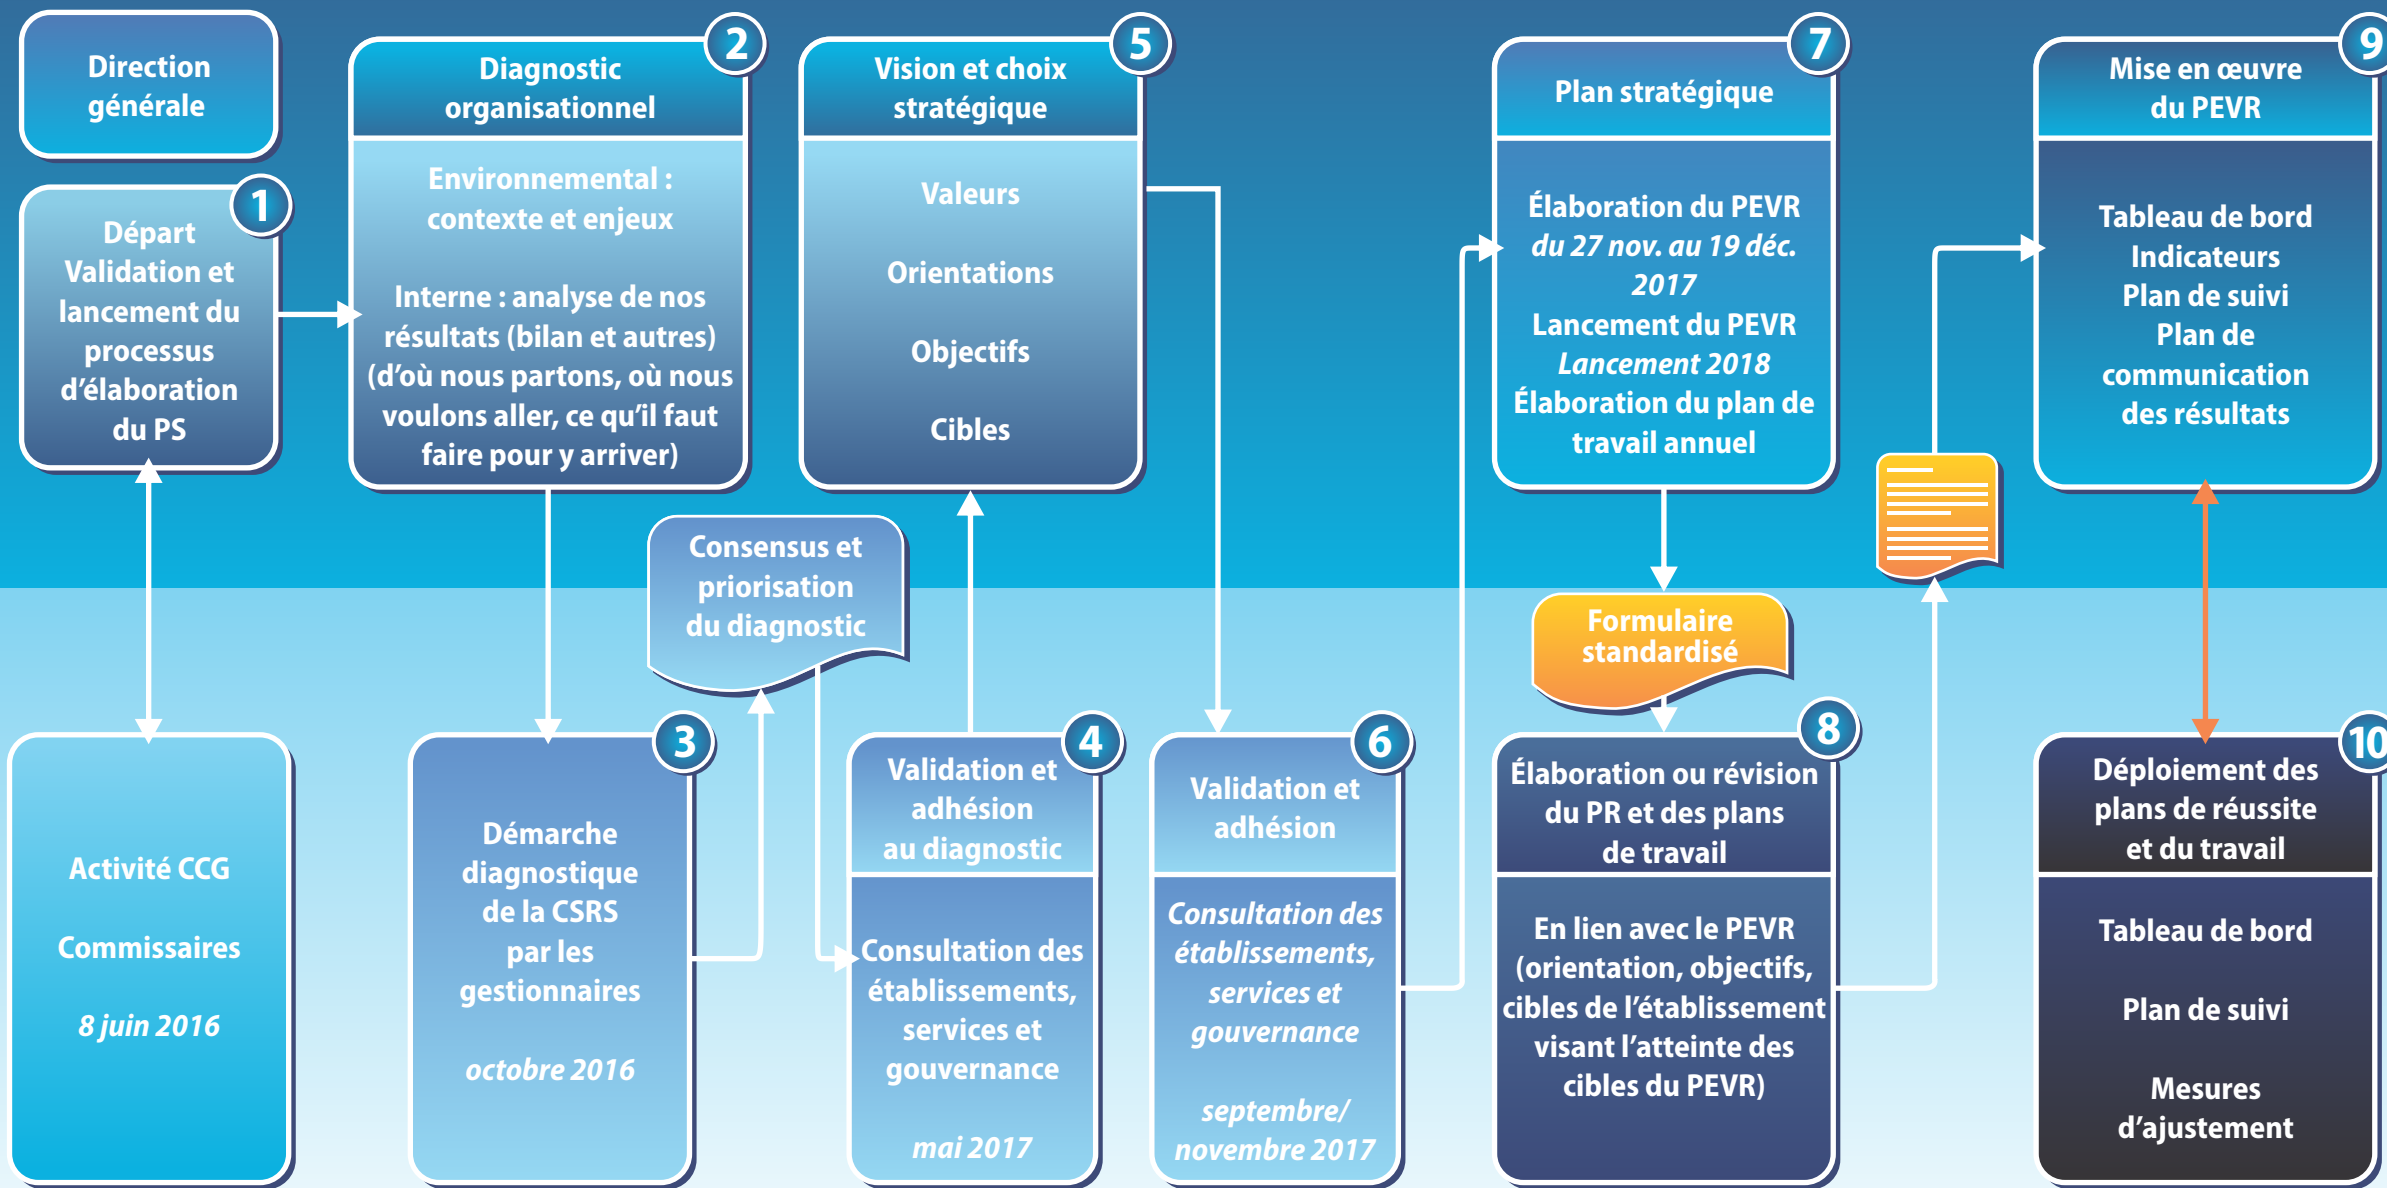 Direction
générale
1
Départ
Validation et
lancement du
processus
d'élaboration
du PS
Activité CCG
Commissaires
8 juin 2016
2
Diagnostic
organisationnel
Environnemental :
contexte et enjeux
Interne : analyse de nos
résultats (bilan et autres)
(d'où nous partons, où nous
voulons aller, ce qu'il faut
faire pour y arriver)
3
Démarche
diagnostique
de la CSRS
par les
gestionnaires
octobre 2016
Consensus et
priorisation
du diagnostic
4
Validation et
adhésion
au diagnostic
Consultation des
établissements,
services et
gouvernance
mai 2017
5
Vision et choix
stratégique
Valeurs
Orientations
Objectifs
Cibles
6
Validation et
adhésion
Consultation des
établissements,
services et
gouvernance
septembre/
novembre 2017
7
Plan stratégique
Élaboration du PEVR
du 27 nov. au 19 déc.
2017
Lancement du PEVR
Lancement 2018
Élaboration du plan de
travail annuel
Formulaire
standardisé
8
Élaboration ou révision
du PR et des plans
de travail
En lien avec le PEVR
(orientation, objectifs,
cibles de l'établissement
visant l'atteinte des
cibles du PEVR)
9
Mise en œuvre
du PEVR
Tableau de bord
Indicateurs
Plan de suivi
Plan de
communication
des résultats
10
Déploiement des
plans de réussite
et du travail
Tableau de bord
Plan de suivi
Mesures
d'ajustement